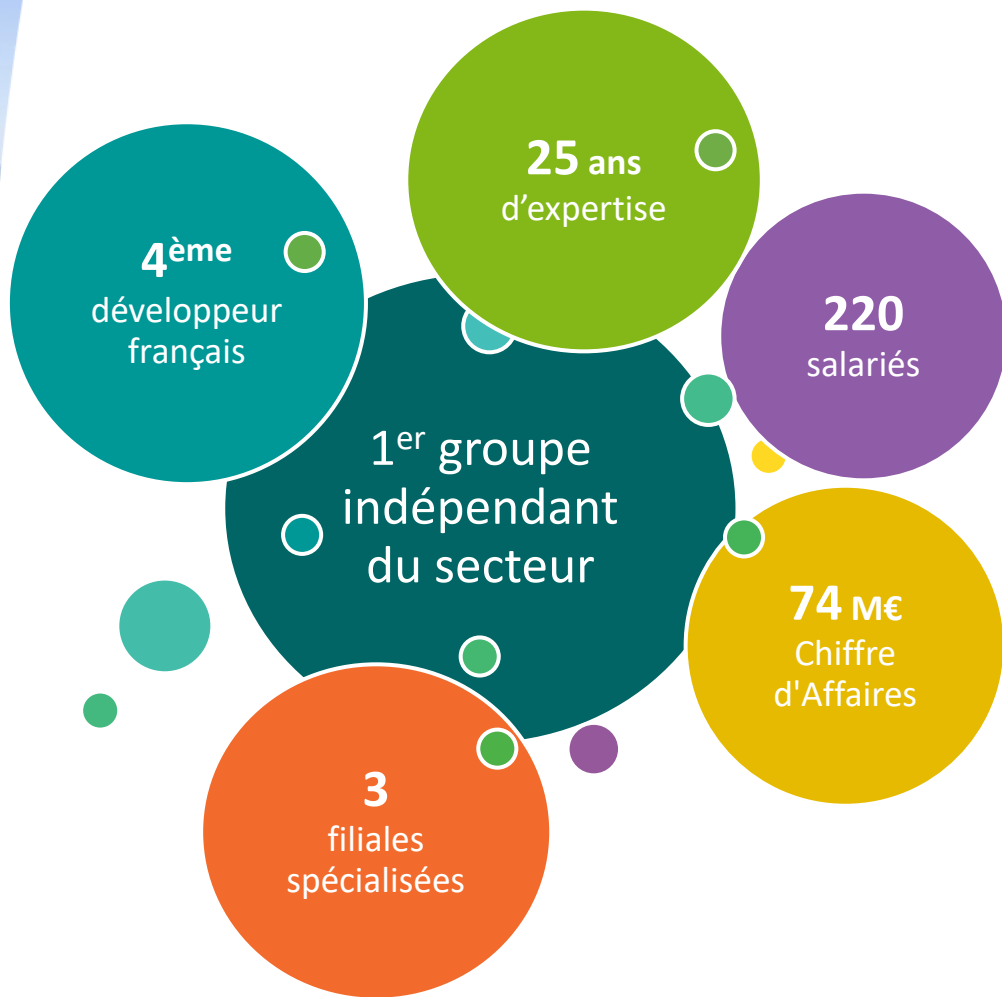 25 ans
d’expertise
4ème
développeur
français
220
salariés
1er groupe
indépendant
du secteur
74 M€
Chiffre
d'Affaires
3
filiales
spécialisées